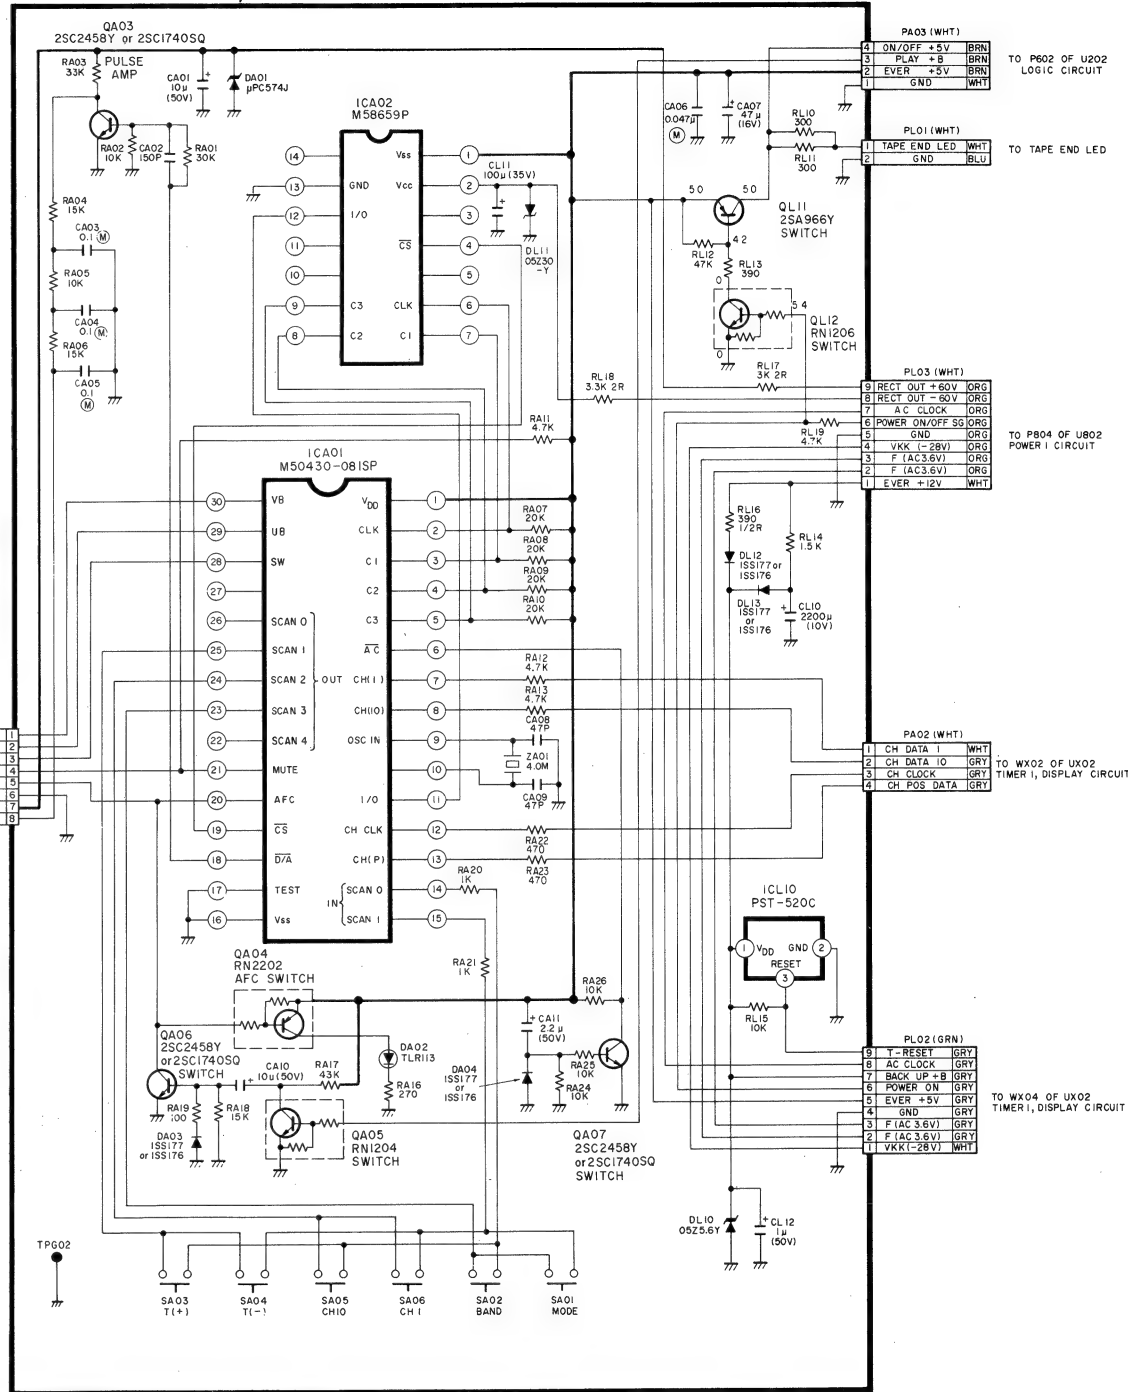 QA03
2SC2458Y or 2SC1740SQ
PULSE
AMP
RA03
33K
CA01
10μ
(50V)
DA01
μPC574J
RA02
10K
CA02
150P
RA01
30K
RA04
15K
CA03
0.1 M
RA05
10K
CA04
0.1 M
RA06
15K
CA05
0.1
M
ICA02
M58659P
14
13 GND
12 I/O
11
10
9 C3
8 C2
Vss 1
Vcc 2
3
CS 4
5
CLK 6
C1 7
CL11
100μ(35V)
DL11
05Z30
-Y
CA06
0.047μ
M
CA07
47μ
(16V)
RL10
300
RL11
300
50
50
QL11
2SA966Y
SWITCH
42
RL12
47K
RL13
390
54
0
QL12
RN1206
SWITCH
RL17
3K 2R
RL18
3.3K 2R
RL19
4.7K
RA11
4.7K
PA03 (WHT)
4 ON/OFF +5V BRN
3 PLAY +B BRN
2 EVER +5V BRN
1 GND WHT
TO P602 OF U202
LOGIC CIRCUIT
PL01 (WHT)
1 TAPE END LED WHT
2 GND BLU
TO TAPE END LED
PL03 (WHT)
9 RECT OUT +60V ORG
8 RECT OUT -60V ORG
7 AC CLOCK ORG
6 POWER ON/OFF SG ORG
5 GND ORG
4 VKK (-28V) ORG
3 F (AC3.6V) ORG
2 F (AC3.6V) ORG
1 EVER +12V WHT
TO P804 OF U802
POWER I CIRCUIT
ICA01
M50430-081SP
30 VB
29 UB
28 SW
27
26 SCAN 0
25 SCAN 1
24 SCAN 2
23 SCAN 3
22 SCAN 4
OUT
21 MUTE
20 AFC
19 CS
18 D/A
17 TEST
16 Vss
VDD 1
CLK 2
C1 3
C2 4
C3 5
AC 6
CH(1) 7
CH(10) 8
OSC IN 9
10
I/O 11
CH CLK 12
CH(P) 13
IN
SCAN 0 14
SCAN 1 15
RA07
20K
RA08
20K
RA09
20K
RA10
20K
RA12
4.7K
RA13
4.7K
CA08
47P
ZA01
4.0M
CA09
47P
RA22
470
RA23
470
RA20
1K
RA21
1K
RL16
390
1/2R
RL14
1.5K
DL12
1SS177 or
1SS176
DL13
1SS177
or
1SS176
CL10
2200μ
(10V)
1
2
3
4
5
6
7
8
PA02 (WHT)
1 CH DATA 1 WHT
2 CH DATA 10 GRY
3 CH CLOCK GRY
4 CH POS DATA GRY
TO WX02 OF UX02
TIMER I, DISPLAY CIRCUIT
ICL10
PST-520C
1 VDD GND 2
RESET
3
RL15
10K
QA04
RN2202
AFC SWITCH
QA06
2SC2458Y
or 2SC1740SQ
SWITCH
CA10
10μ(50V)
RA17
43K
DA02
TLR113
RA16
270
RA19
100
RA18
15K
DA03
1SS177
or 1SS176
QA05
RN1204
SWITCH
CA11
2.2μ
(50V)
DA04
1SS177
or
1SS176
RA25
10K
RA24
10K
RA26
10K
QA07
2SC2458Y
or 2SC1740SQ
SWITCH
PL02 (GRN)
9 T-RESET GRY
8 AC CLOCK GRY
7 BACK UP +B GRY
6 POWER ON GRY
5 EVER +5V GRY
4 GND GRY
3 F (AC 3.6V) GRY
2 F (AC3.6V) GRY
1 VKK (-28V) WHT
TO WX04 OF UX02
TIMER I, DISPLAY CIRCUIT
DL10
05Z5.6Y
CL12
1μ
(50V)
TPG02
SA03
T(+)
SA04
T(-)
SA05
CH10
SA06
CH 1
SA02
BAND
SA01
MODE